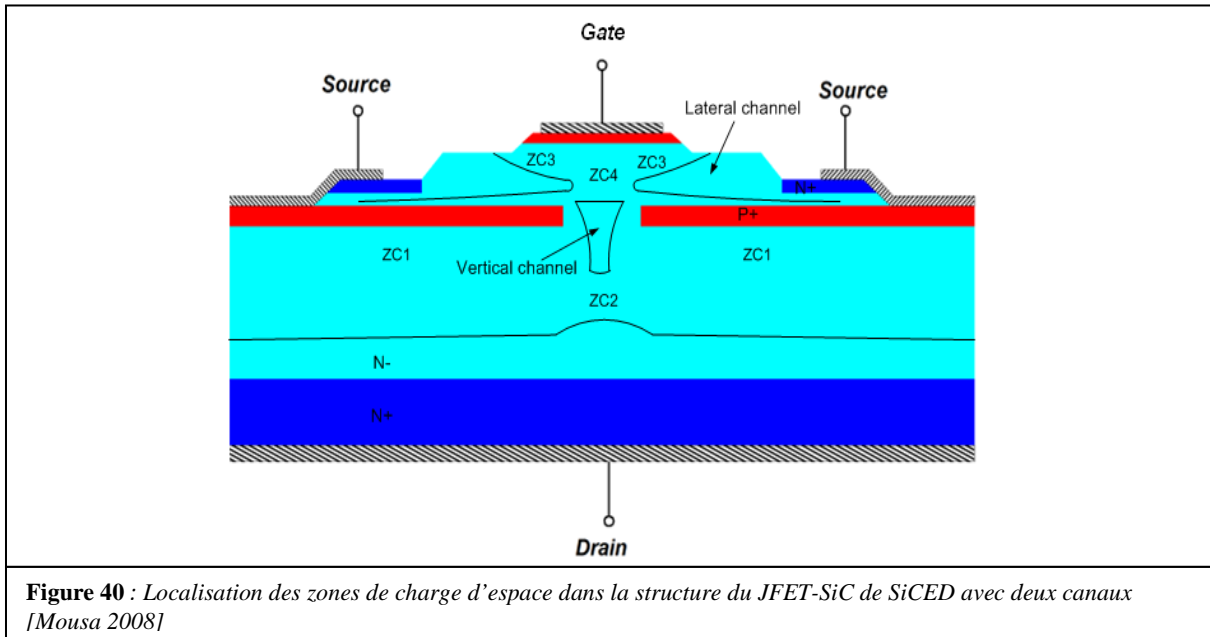 Gate
Source
Source
Lateral channel
ZC3
ZC3
ZC4
N+
P+
ZC1
ZC1
Vertical channel
ZC2
N-
N+
Drain
Figure 40 : Localisation des zones de charge d'espace dans la structure du JFET-SiC de SiCED avec deux canaux
[Mousa 2008]